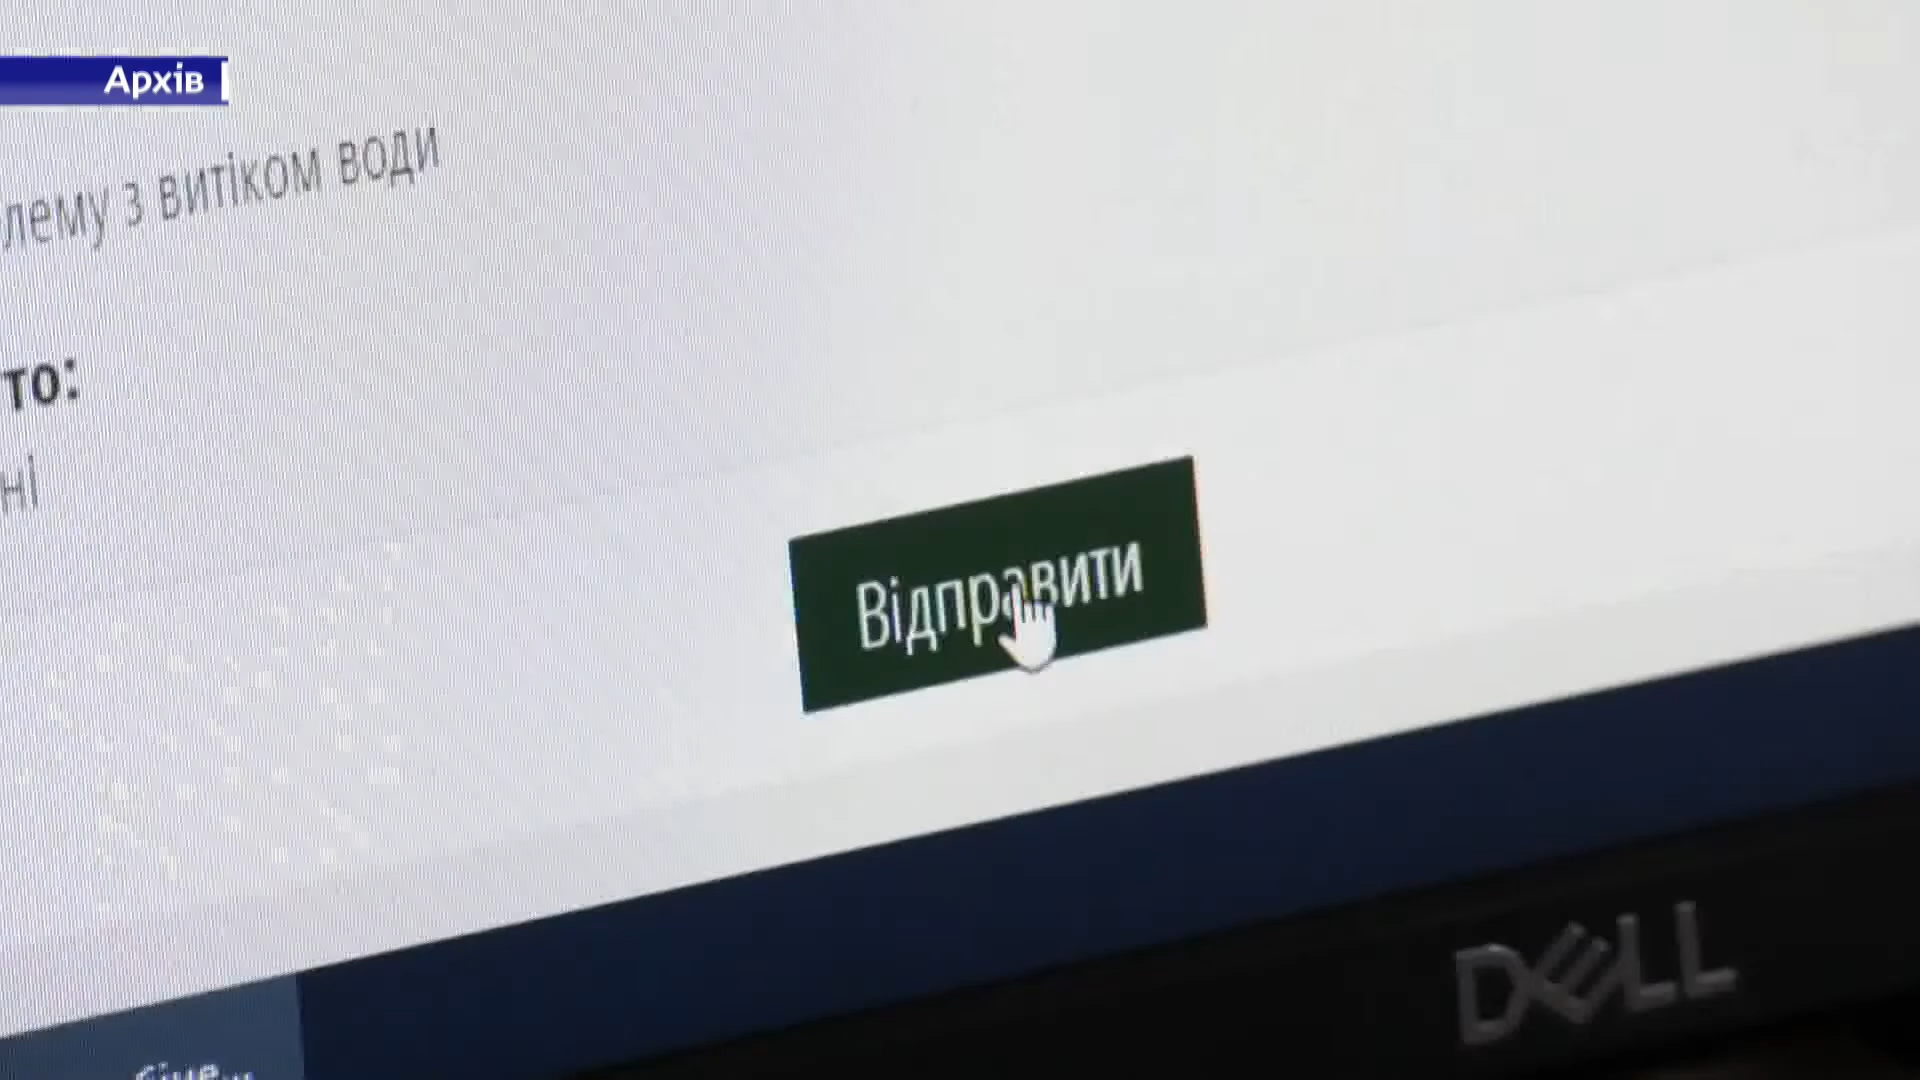 Архів
лему з витіком води
то:
ні
Відправити
DELL